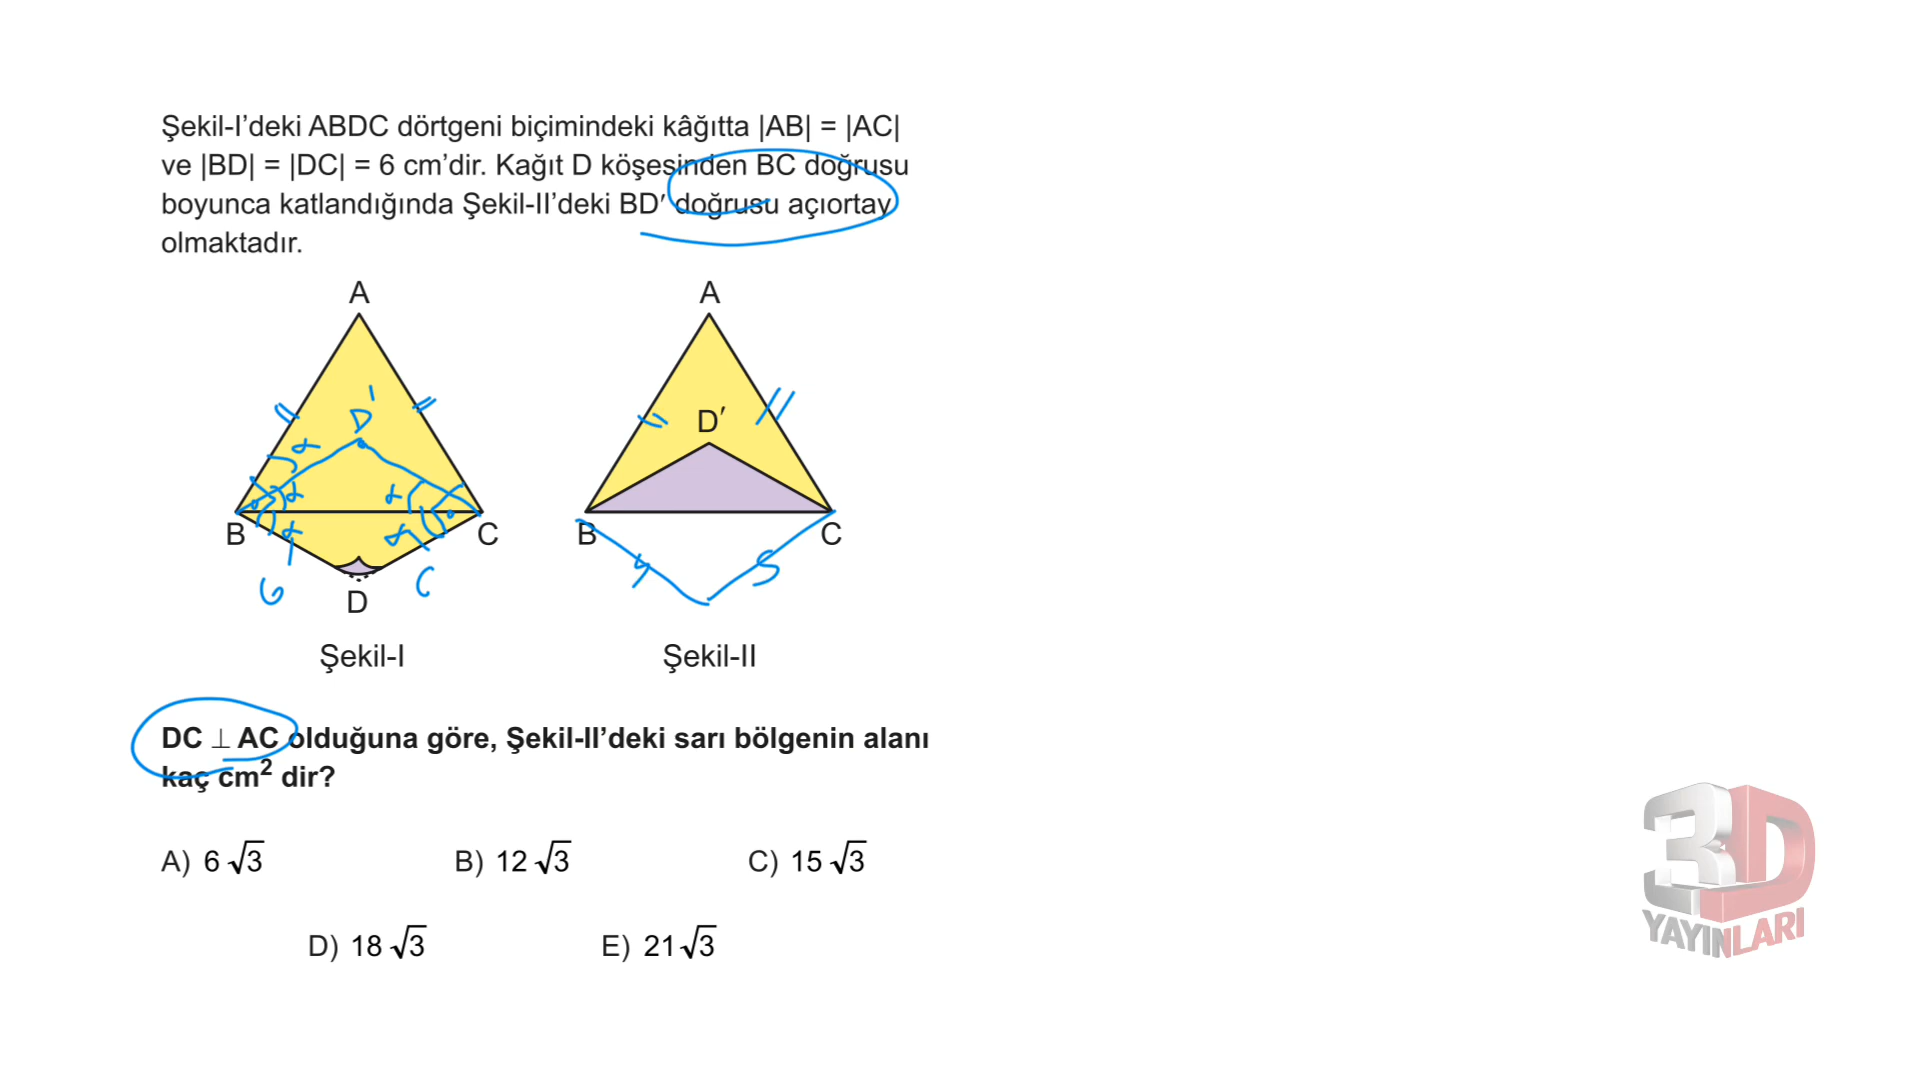 Şekil-I’deki ABDC dörtgeni biçimindeki kâğıtta |AB| = |AC|
ve |BD| = |DC| = 6 cm’dir. Kağıt D köşesinden BC doğrusu
boyunca katlandığında Şekil-II’deki BD′ doğrusu açıortay
olmaktadır.
A A
D′ D′
α α α
α α
B C B C
6 D
Şekil-I Şekil-II
DC ⊥ AC olduğuna göre, Şekil-II’deki sarı bölgenin alanı
kaç cm² dir?
A) 6√3 B) 12√3 C) 15√3
D) 18√3 E) 21√3
3D
YAYINLARI